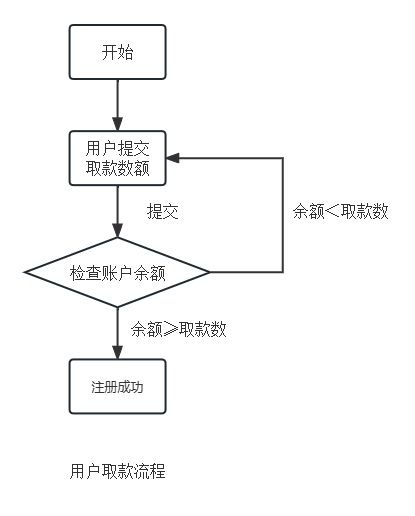 开始
用户提交
取款数额
提交
余额＜取款数
检查账户余额
余额≥取款数
注册成功
用户取款流程